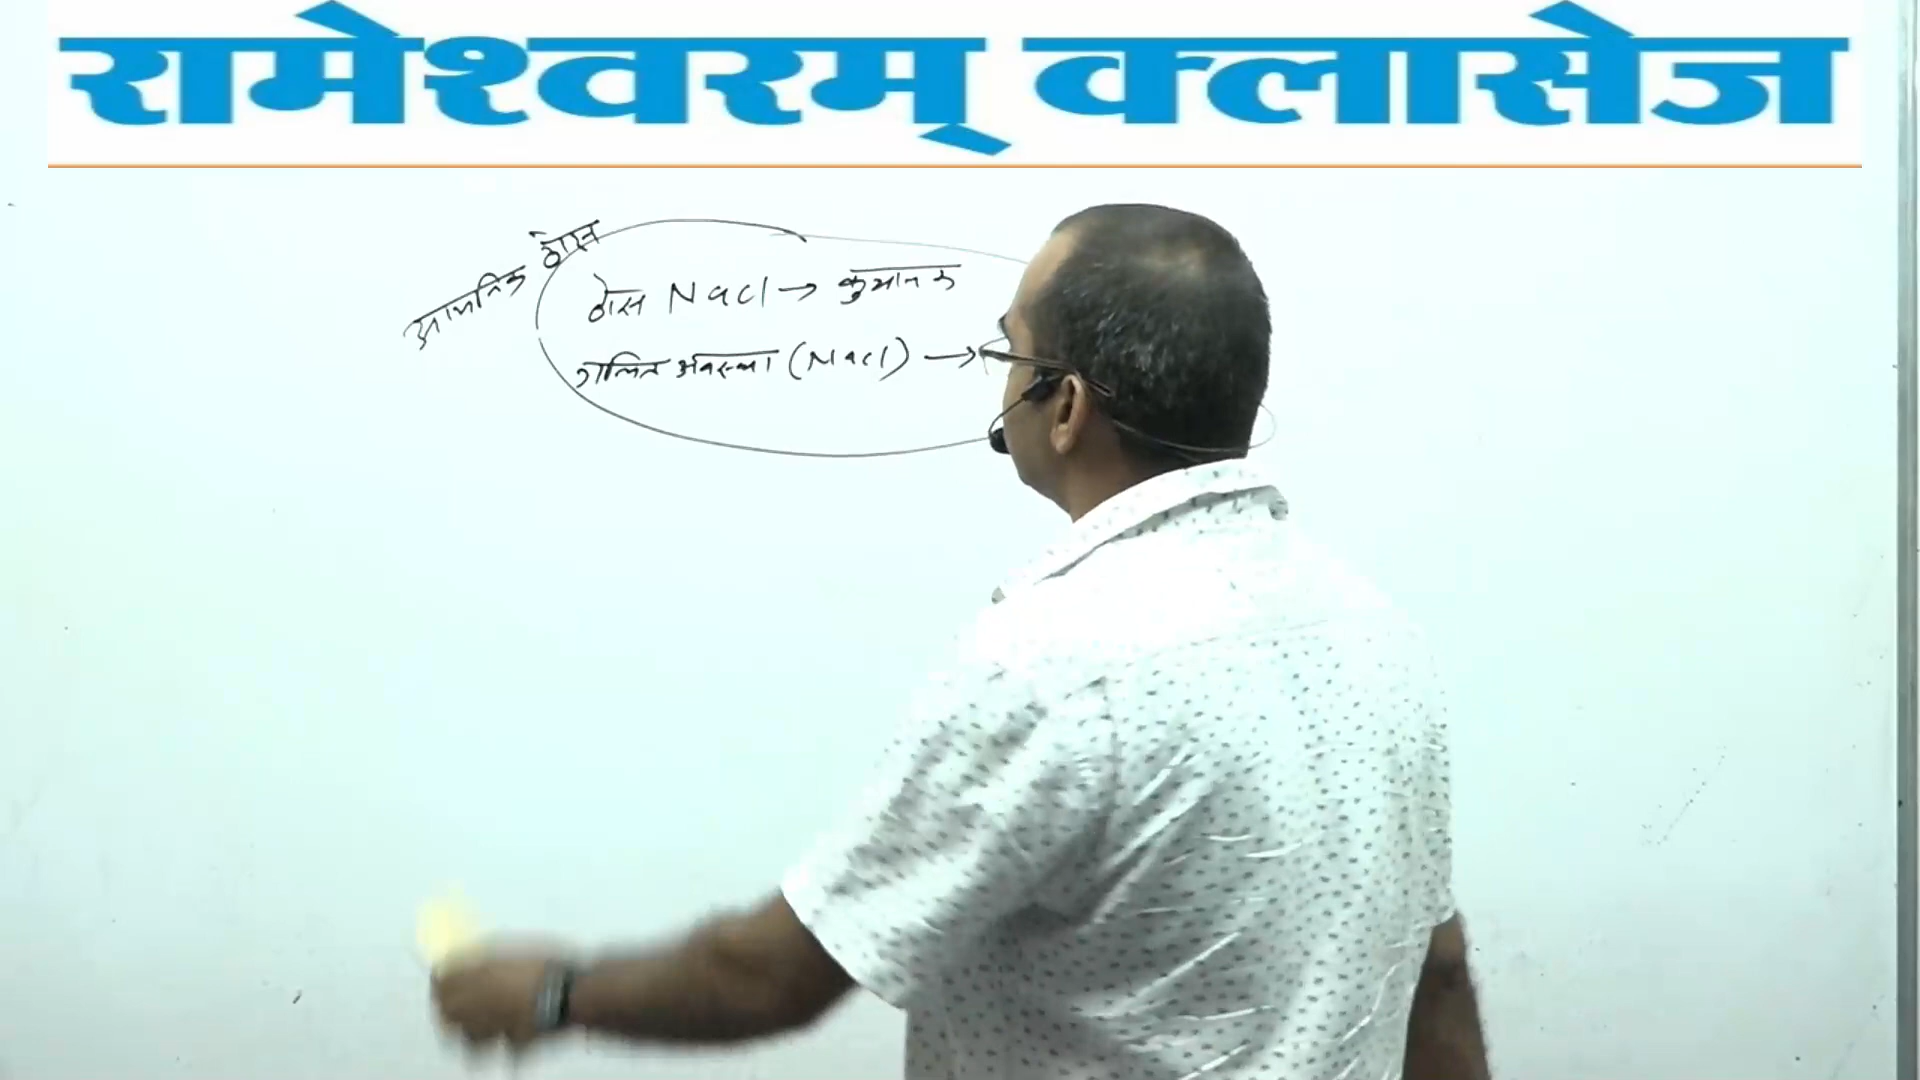 रामेश्वरम् क्लासेज
आयनिक ठोस
ठोस NaCl → कुचालक
गलित अवस्था (NaCl) →